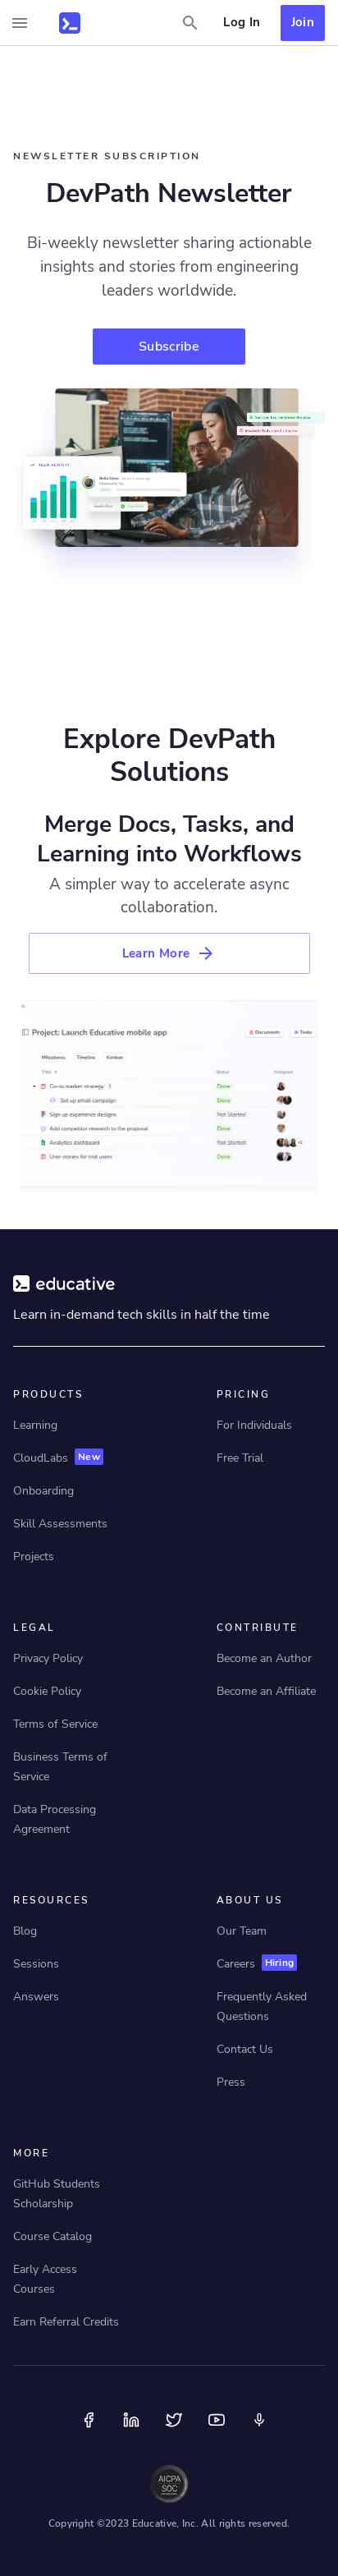 Log In
Join
NEWSLETTER SUBSCRIPTION
DevPath Newsletter
Bi-weekly newsletter sharing actionable
insights and stories from engineering
leaders worldwide.
Subscribe
Explore DevPath
Solutions
Merge Docs, Tasks, and
Learning into Workflows
A simpler way to accelerate async
collaboration.
Learn More
Project: Launch Educative mobile app
Documents
Tasks
Milestones
Timeline
Kanban
Title
Status
Assigned
Go-to-market strategy
Done
Set up email campaign
Done
Sign up experience designs
Not Started
Add competition research to the proposal
Done
Analytics dashboard
Not Started
User stories for trial users
Done
educative
Learn in-demand tech skills in half the time
PRODUCTS
Learning
CloudLabs New
Onboarding
Skill Assessments
Projects
PRICING
For Individuals
Free Trial
LEGAL
Privacy Policy
Cookie Policy
Terms of Service
Business Terms of
Service
Data Processing
Agreement
CONTRIBUTE
Become an Author
Become an Affiliate
RESOURCES
Blog
Sessions
Answers
ABOUT US
Our Team
Careers Hiring
Frequently Asked
Questions
Contact Us
Press
MORE
GitHub Students
Scholarship
Course Catalog
Early Access
Courses
Earn Referral Credits
AICPA
SOC
Copyright ©2023 Educative, Inc. All rights reserved.